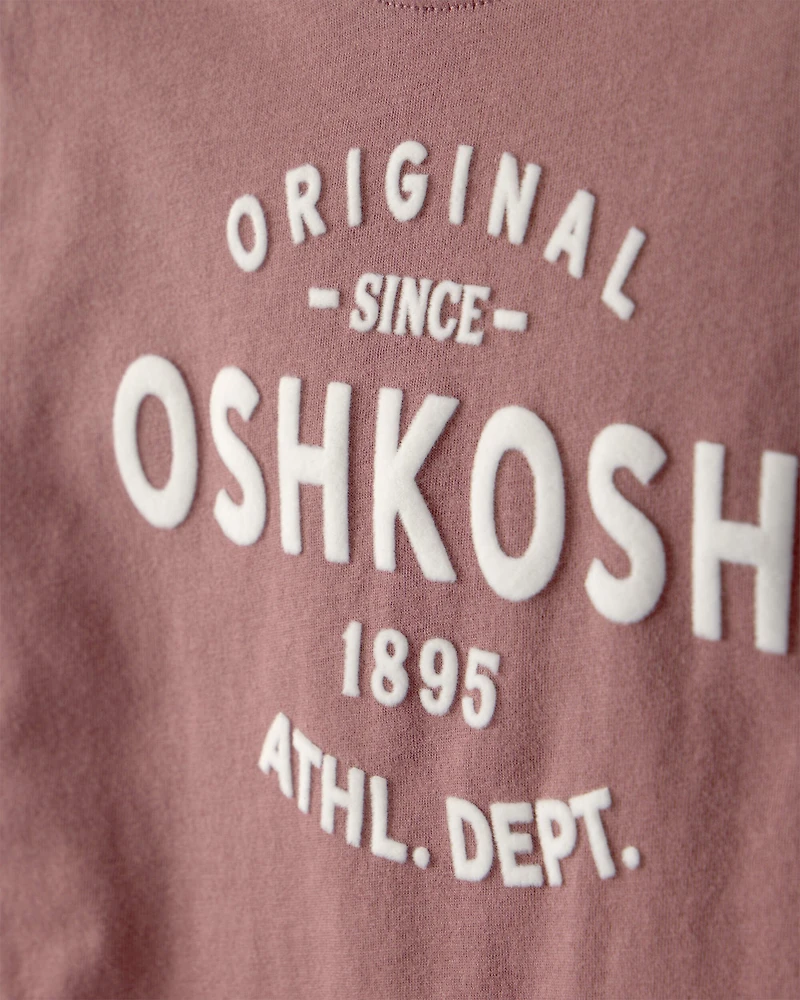 ORIGINAL
- SINCE -
OSHKOSH
1895
ATHL. DEPT.